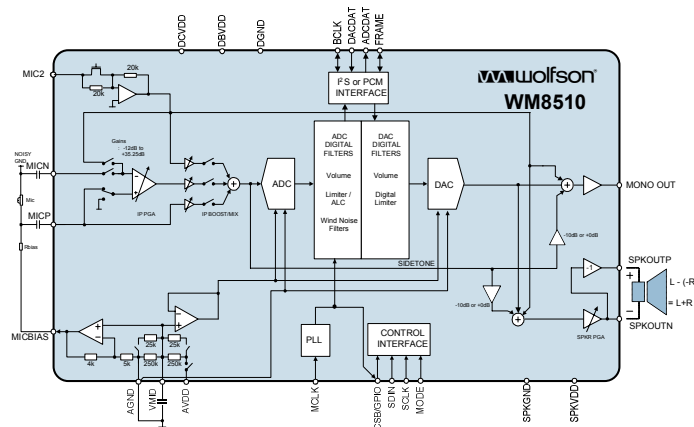 DCVDD
DBVDD
DGND
BCLK
DACDAT
ADCDAT
FRAME
MIC2
20k
20k
I²S or PCM
INTERFACE
wolfson®
WM8510
NOISY
GND
MICN
Mic
MICP
Rbias
MICBIAS
Gains
: -12dB to
+35.25dB
-
+
IP PGA
IP BOOST/MIX
+
ADC
ADC
DIGITAL
FILTERS
Volume
Limiter /
ALC
Wind Noise
Filters
DAC
DIGITAL
FILTERS
Volume
Digital
Limiter
DAC
+
MONO OUT
SIDETONE
-10dB or +0dB
-10dB or +0dB
+
-1
SPKR PGA
SPKOUTP
+
-
SPKOUTN
L - (-R)
= L+R
+
-
-
+
4k
5k
25k
25k
250k
250k
PLL
CONTROL
INTERFACE
AGND
VMID
AVDD
MCLK
CSB/GPIO
SDIN
SCLK
MODE
SPKGND
SPKVDD